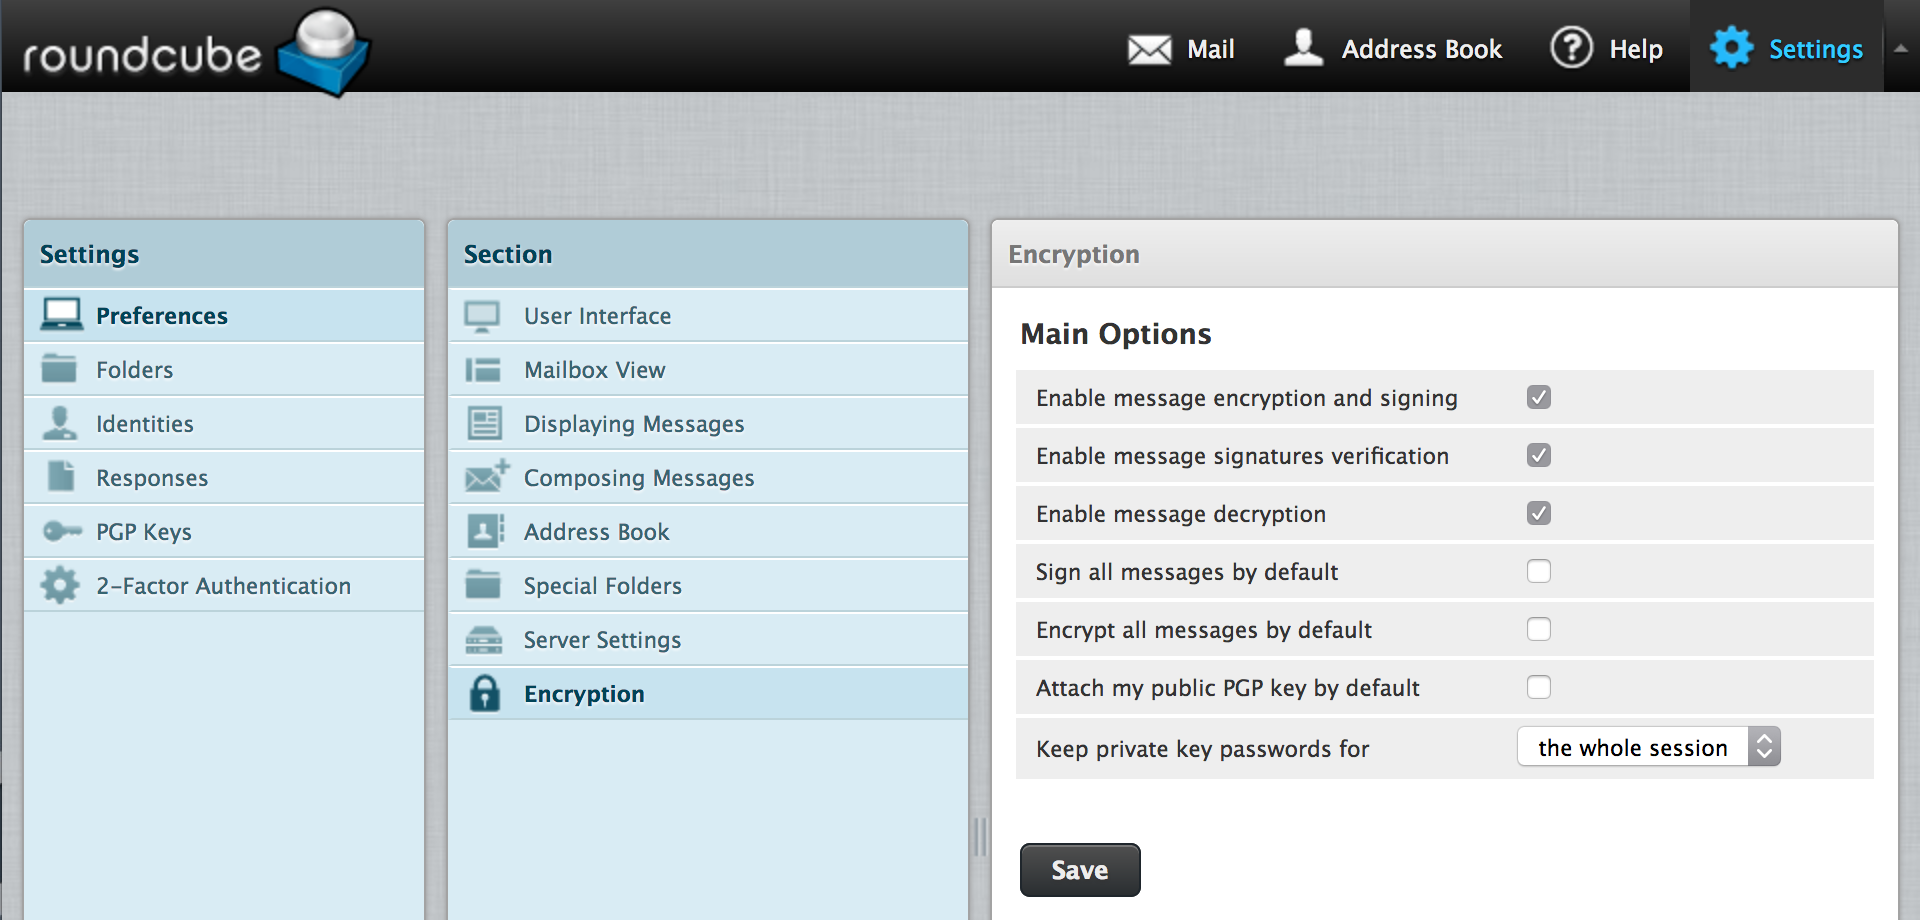 roundcube
Mail
Address Book
Help
Settings
Settings
Preferences
Folders
Identities
Responses
PGP Keys
2-Factor Authentication
Section
User Interface
Mailbox View
Displaying Messages
Composing Messages
Address Book
Special Folders
Server Settings
Encryption
Encryption
Main Options
Enable message encryption and signing
Enable message signatures verification
Enable message decryption
Sign all messages by default
Encrypt all messages by default
Attach my public PGP key by default
Keep private key passwords for the whole session
Save